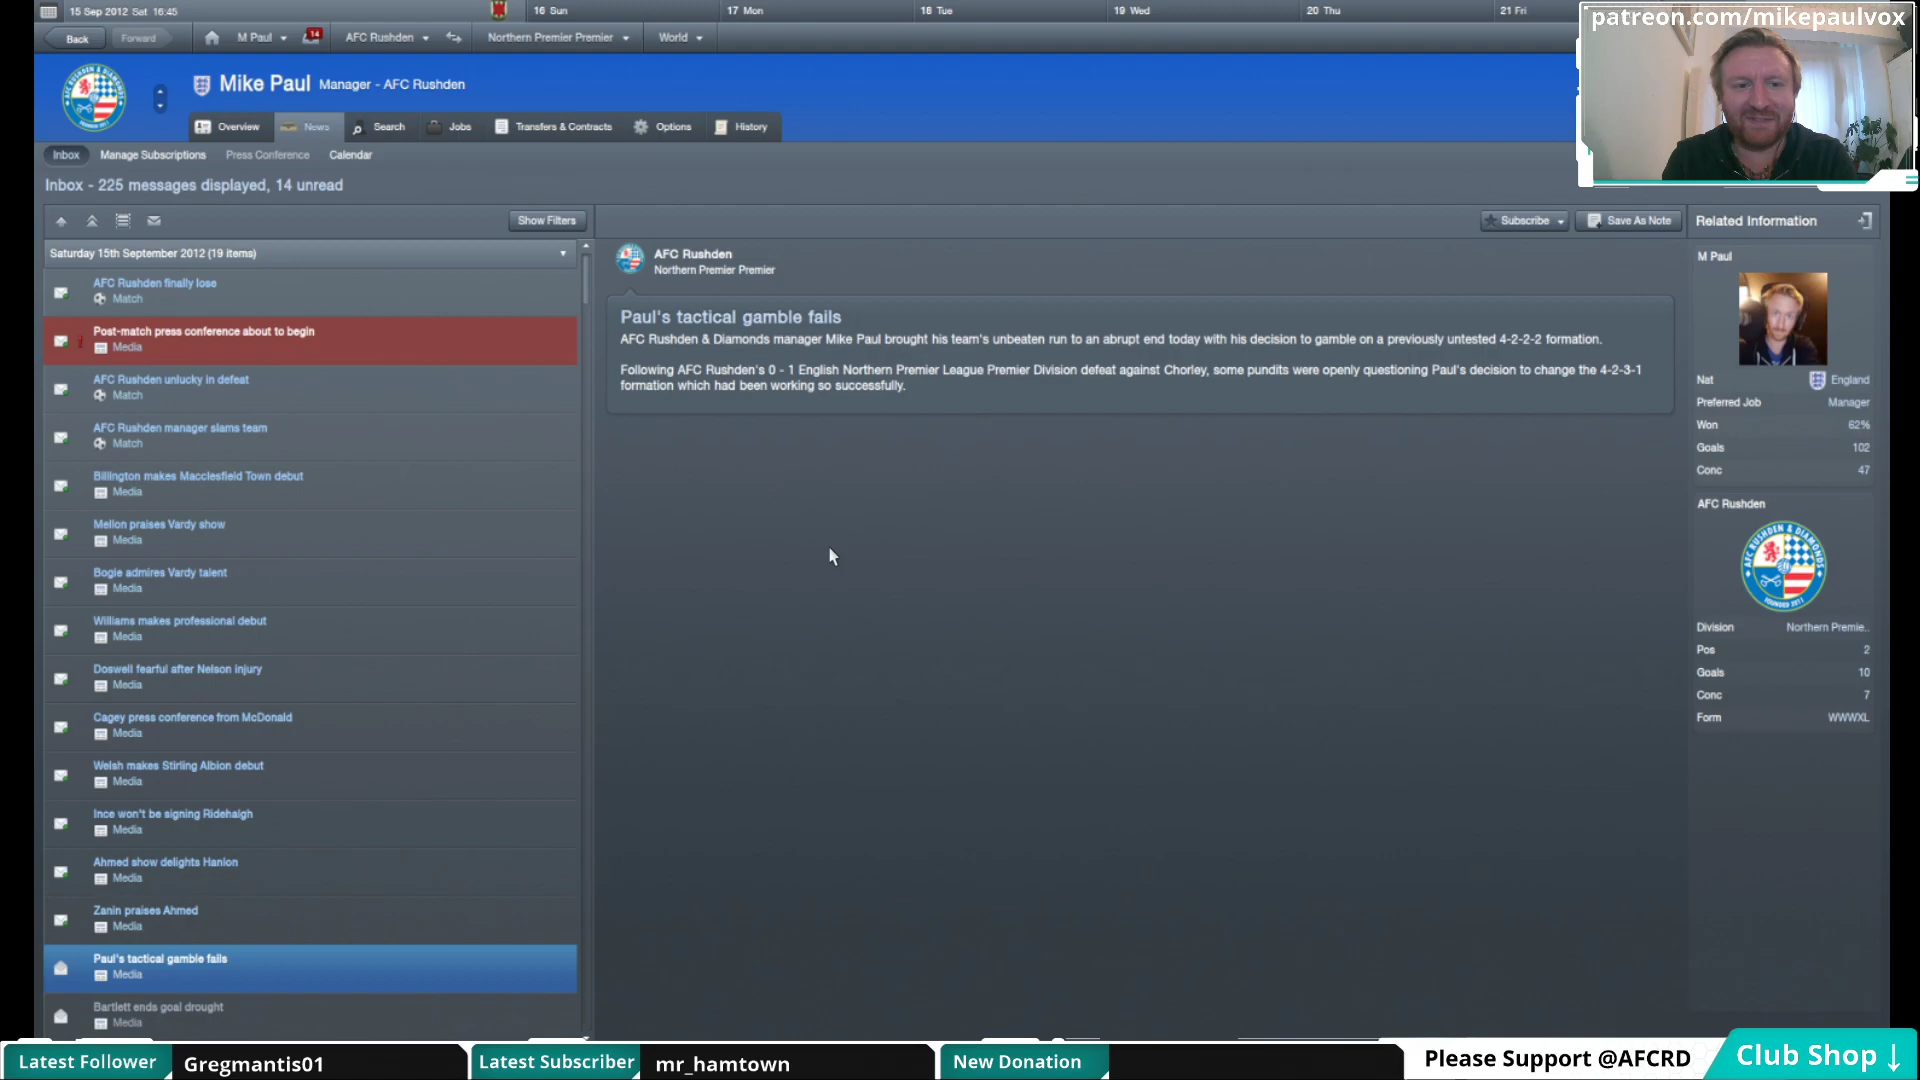 15 Sep 2012 Sat 16:45
16 Sun
17 Mon
18 Tue
19 Wed
20 Thu
21 Fri
patreon.com/mikepaulvox
Back
Forward
M Paul
14
AFC Rushden
Northern Premier Premier
World
Mike Paul Manager - AFC Rushden
Overview
News
Search
Jobs
Transfers & Contracts
Options
History
Inbox
Manage Subscriptions
Press Conference
Calendar
Inbox - 225 messages displayed, 14 unread
Show Filters
Saturday 15th September 2012 (19 items)
AFC Rushden finally lose
Match
Post-match press conference about to begin
Media
AFC Rushden unlucky in defeat
Match
AFC Rushden manager slams team
Match
Billington makes Macclesfield Town debut
Media
Mellon praises Vardy show
Media
Bogie admires Vardy talent
Media
Williams makes professional debut
Media
Doswell fearful after Nelson injury
Media
Cagey press conference from McDonald
Media
Welsh makes Stirling Albion debut
Media
Ince won't be signing Ridehalgh
Media
Ahmed show delights Hanlon
Media
Zanin praises Ahmed
Media
Paul's tactical gamble fails
Media
Bartlett ends goal drought
Media
Subscribe
Save As Note
AFC Rushden
Northern Premier Premier
Paul's tactical gamble fails
AFC Rushden & Diamonds manager Mike Paul brought his team's unbeaten run to an abrupt end today with his decision to gamble on a previously untested 4-2-2-2 formation.
Following AFC Rushden's 0 - 1 English Northern Premier League Premier Division defeat against Chorley, some pundits were openly questioning Paul's decision to change the 4-2-3-1
formation which had been working so successfully.
Related Information
M Paul
Nat England
Preferred Job Manager
Won 62%
Goals 102
Conc 47
AFC Rushden
AFC RUSHDEN & DIAMONDS
FOUNDED 2011
Division Northern Premie..
Pos 2
Goals 10
Conc 7
Form WWWXL
Latest Follower
Gregmantis01
Latest Subscriber
mr_hamtown
New Donation
Please Support @AFCRD
Club Shop ↓